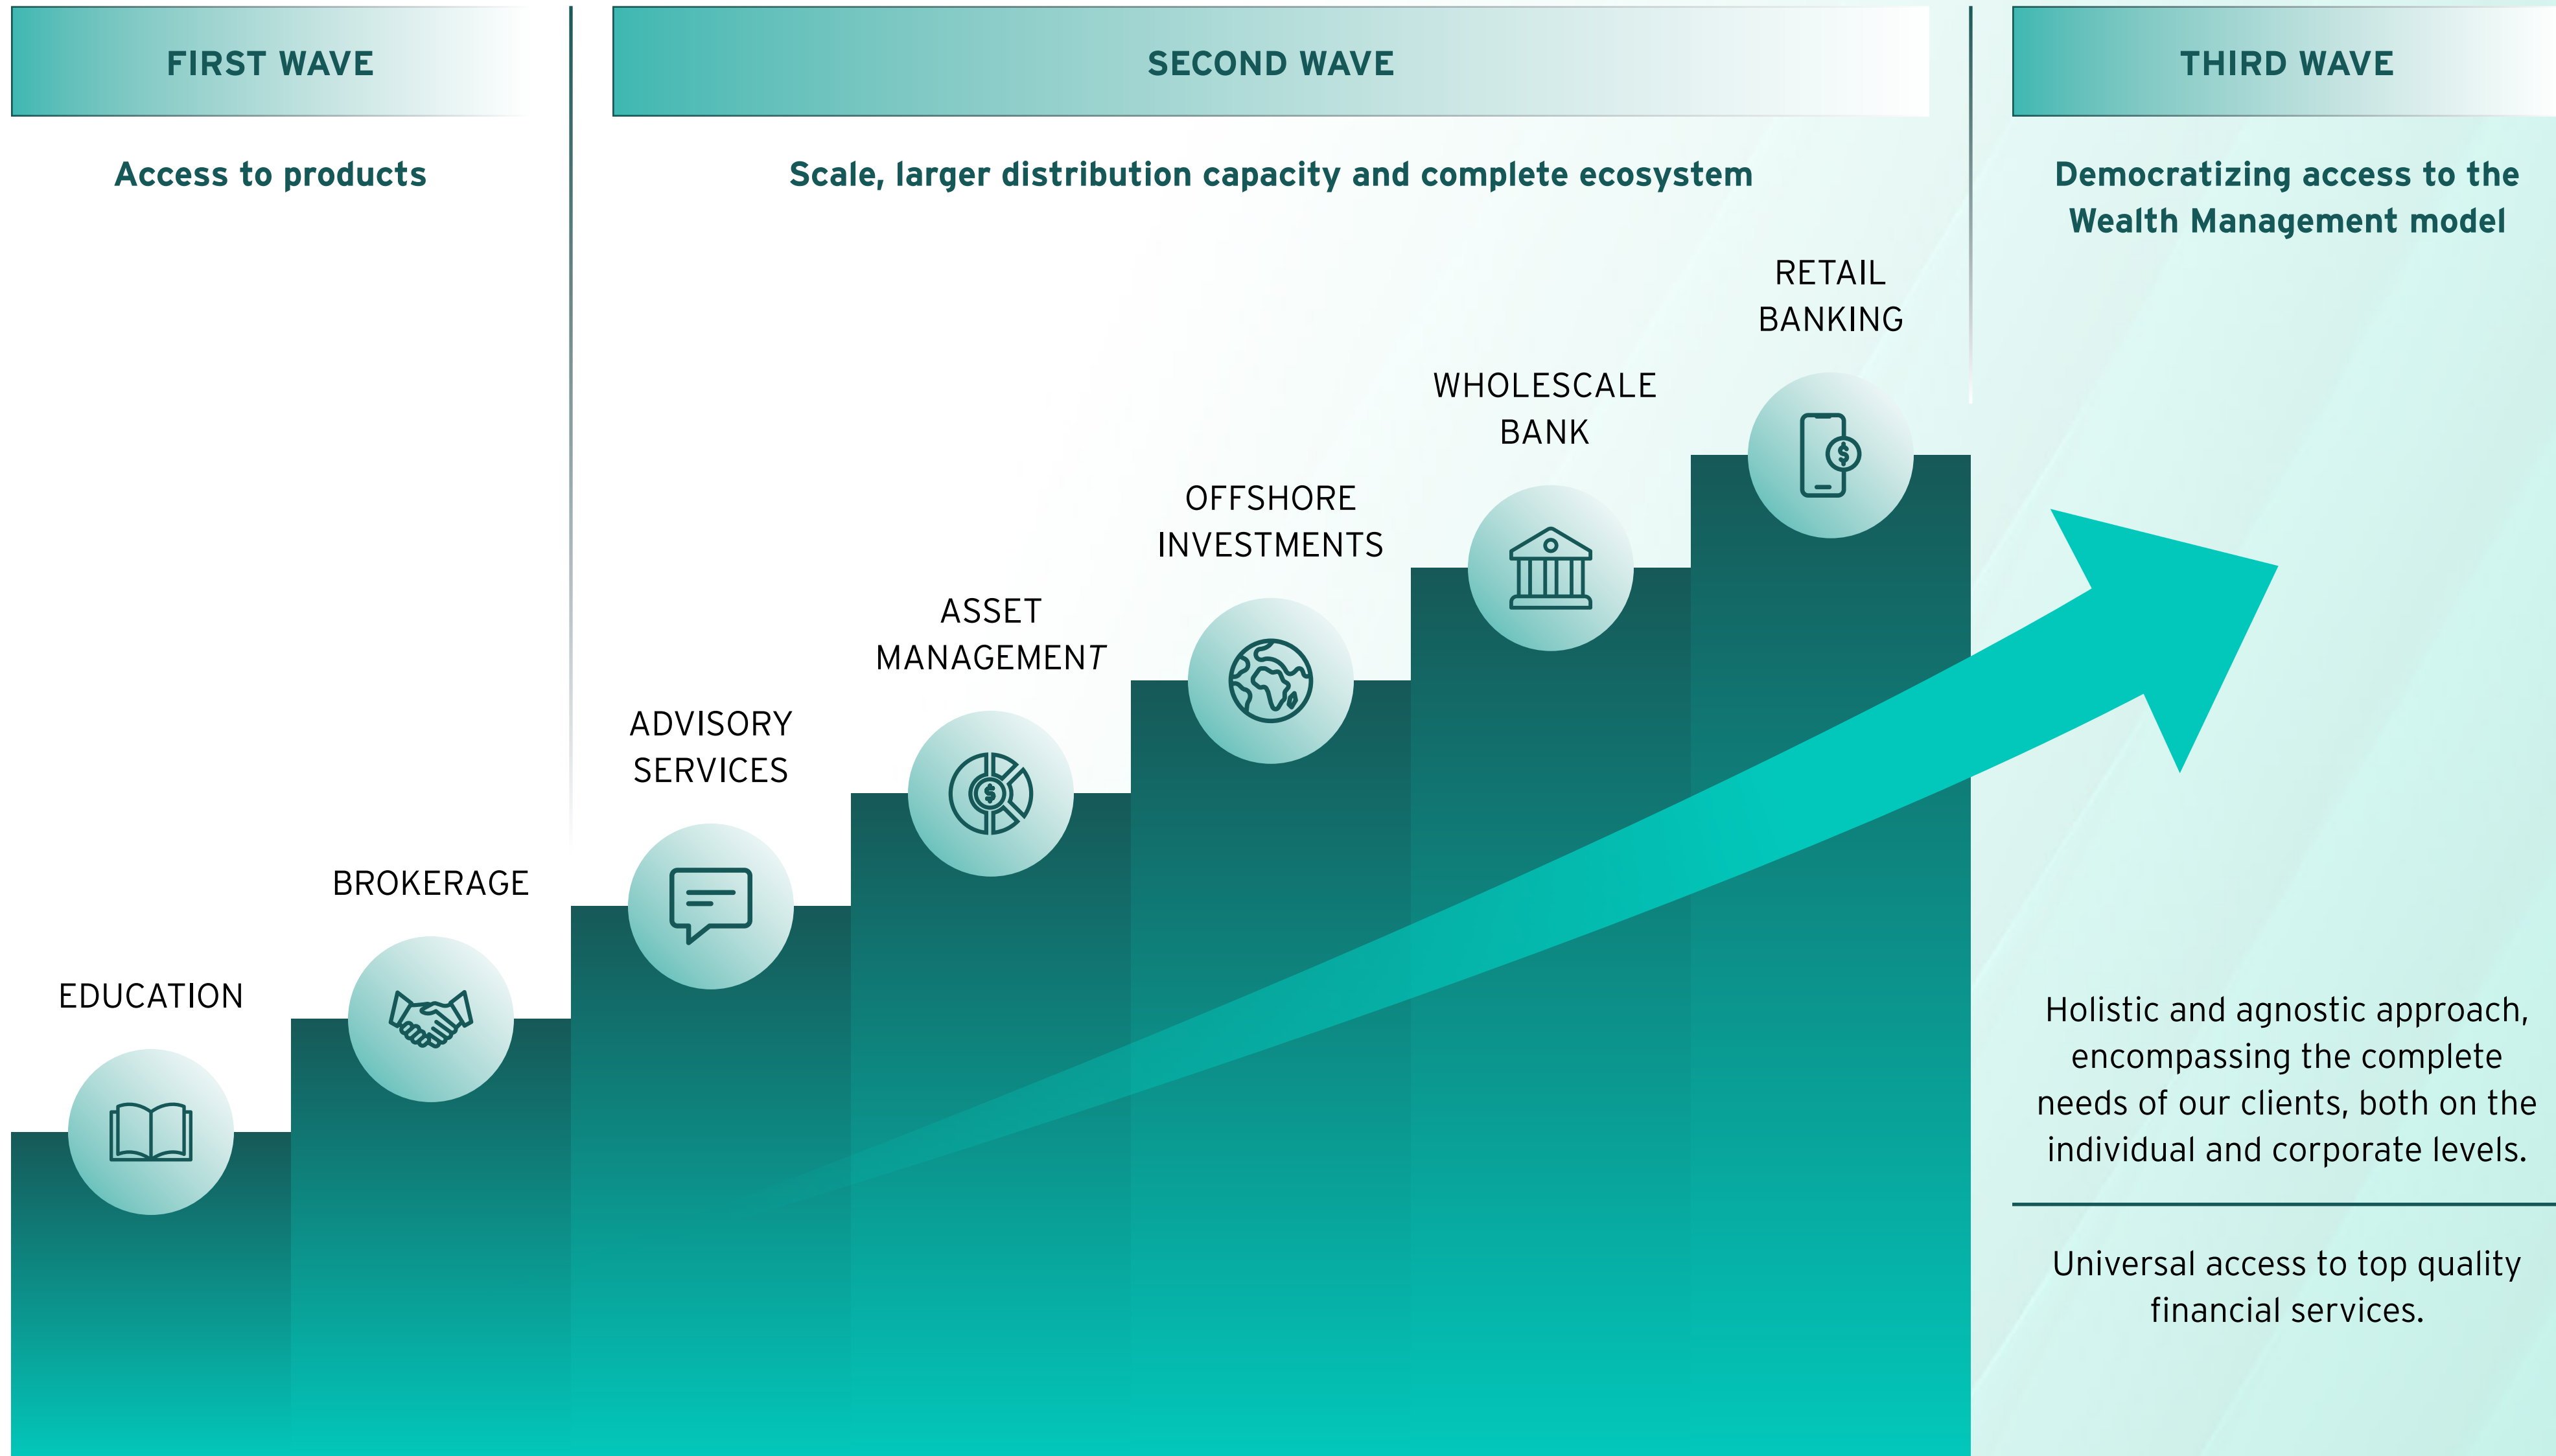 FIRST WAVE
Access to products
EDUCATION
BROKERAGE
SECOND WAVE
Scale, larger distribution capacity and complete ecosystem
ADVISORY
SERVICES
ASSET
MANAGEMENT
OFFSHORE
INVESTMENTS
WHOLESCALE
BANK
RETAIL
BANKING
THIRD WAVE
Democratizing access to the
Wealth Management model
Holistic and agnostic approach,
encompassing the complete
needs of our clients, both on the
individual and corporate levels.
Universal access to top quality
financial services.